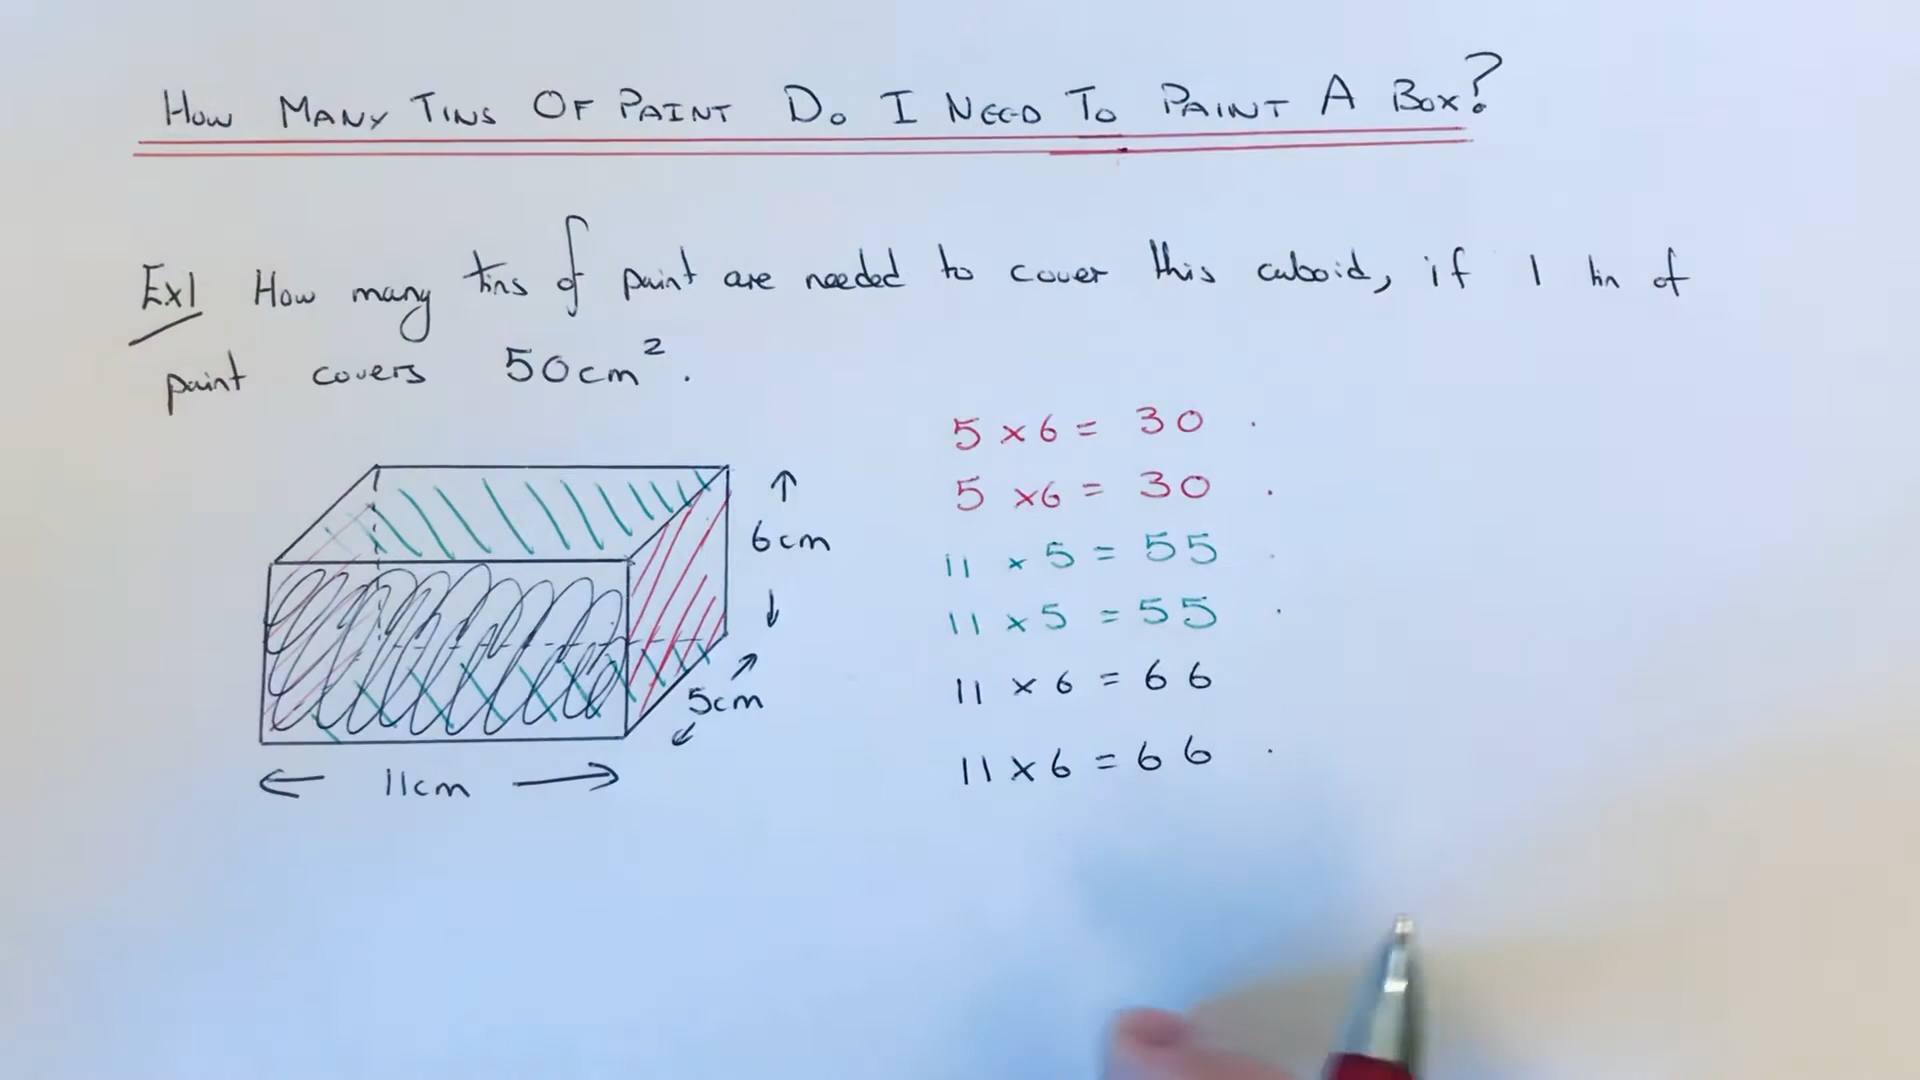 How MANY TINS OF PAINT Do I NEED To PAINT A Box?
Ex1 How many tins of paint are needed to cover this cuboid, if 1 tin of
paint covers 50cm².
5 x 6 = 30
5 x 6 = 30
11 x 5 = 55
11 x 5 = 55
11 x 6 = 66
11 x 6 = 66
6cm
5cm
11cm